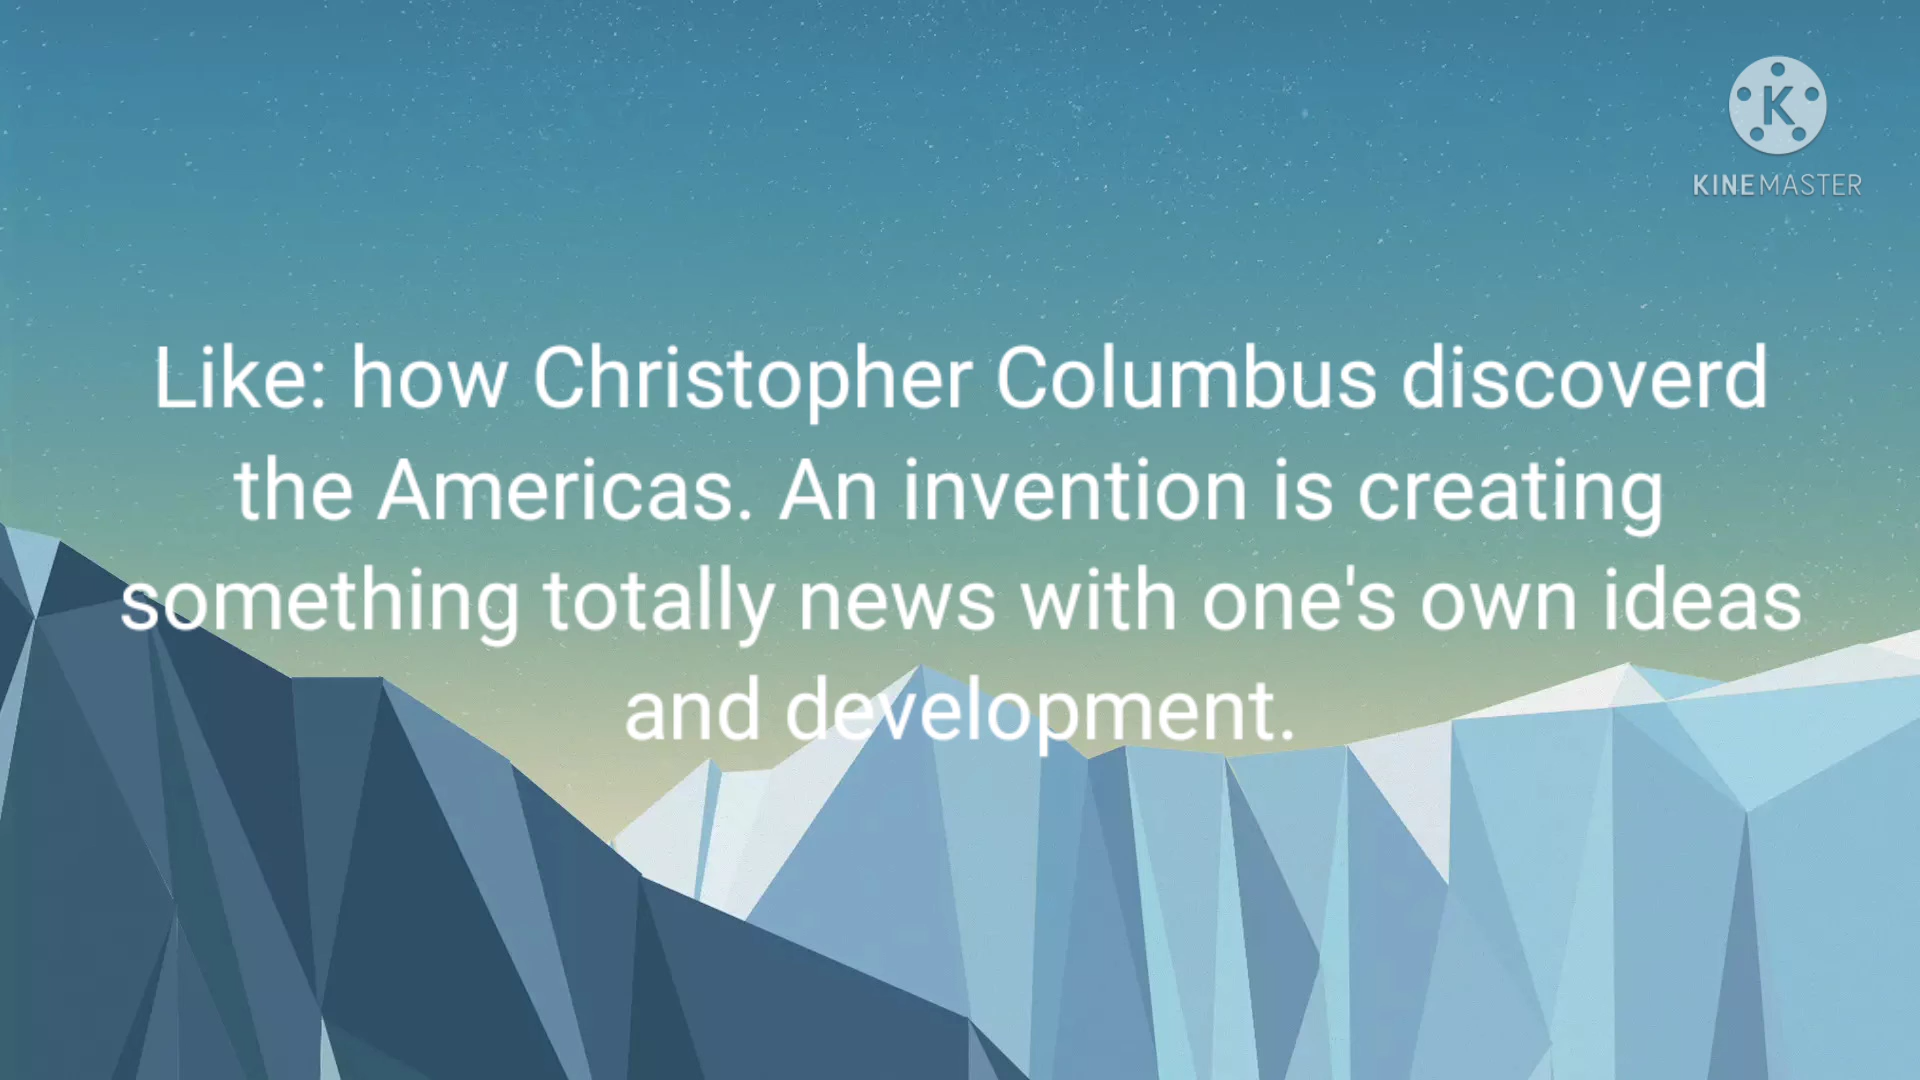 K
KINEMASTER
Like: how Christopher Columbus discoverd
the Americas. An invention is creating
something totally news with one's own ideas
and development.